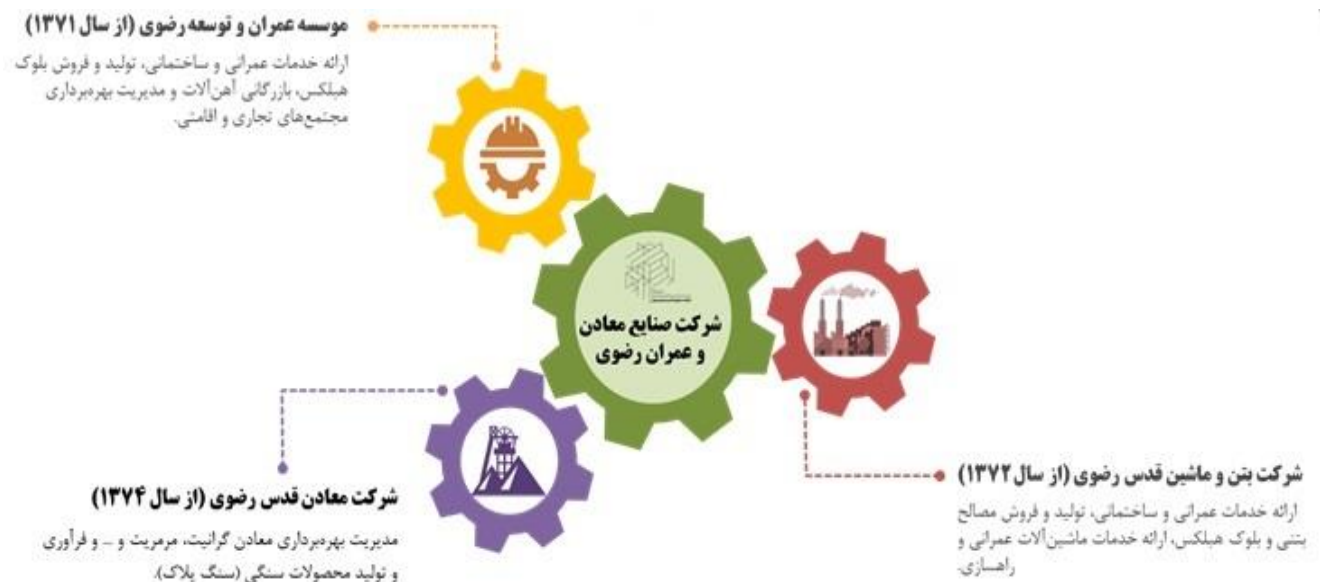 موسسه عمران و توسعه رضوی (از سال ۱۳۷۱)
ارائه خدمات عمرانی و ساختمانی، تولید و فروش بلوک
هبلکس، بازرگانی آهن‌آلات و مدیریت بهره‌برداری
مجتمع‌های تجاری و اقامتی.
شرکت صنایع معادن
و عمران رضوی
شرکت بتن و ماشین قدس رضوی (از سال ۱۳۷۲)
ارائه خدمات عمرانی و ساختمانی، تولید و فروش مصالح
بتنی و بلوک هبلکس، ارائه خدمات ماشین‌آلات عمرانی و
راهسازی.
شرکت معادن قدس رضوی (از سال ۱۳۷۴)
مدیریت بهره‌برداری معادن گرانیت، مرمریت و ... و فرآوری
و تولید محصولات سنگی (سنگ پلاک).